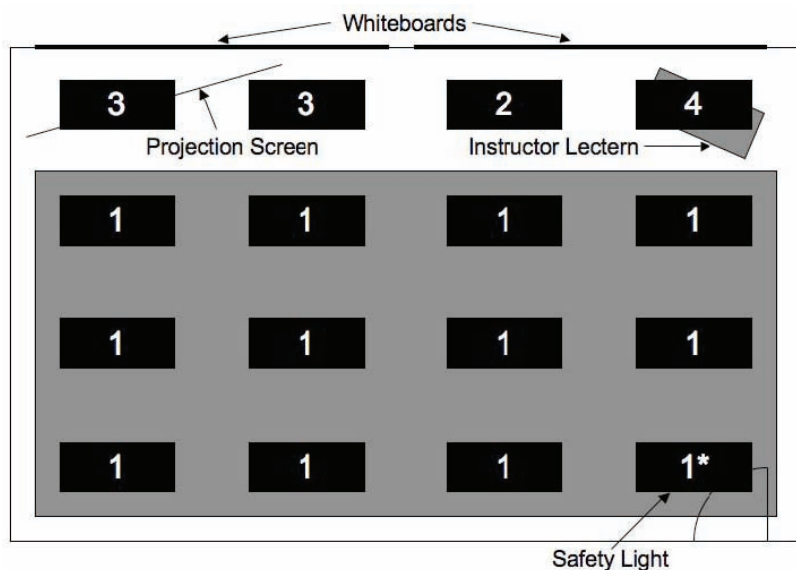 Whiteboards
3 3 2 4
Projection Screen Instructor Lectern
1 1 1 1
1 1 1 1
1 1 1 1*
Safety Light